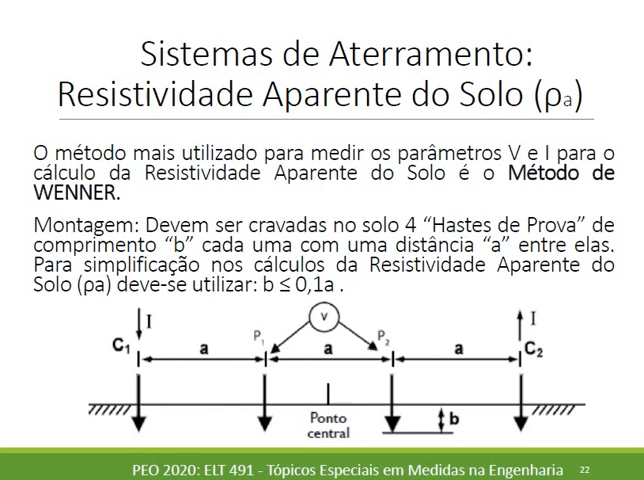 Sistemas de Aterramento:
Resistividade Aparente do Solo (ρa)
O método mais utilizado para medir os parâmetros V e I para o
cálculo da Resistividade Aparente do Solo é o Método de
WENNER.
Montagem: Devem ser cravadas no solo 4 “Hastes de Prova” de
comprimento “b” cada uma com uma distância “a” entre elas.
Para simplificação nos cálculos da Resistividade Aparente do
Solo (ρa) deve-se utilizar: b ≤ 0,1a .
I
V
I
C1
a
P1
a
P2
a
C2
Ponto
central
b
PEO 2020: ELT 491 - Tópicos Especiais em Medidas na Engenharia
22